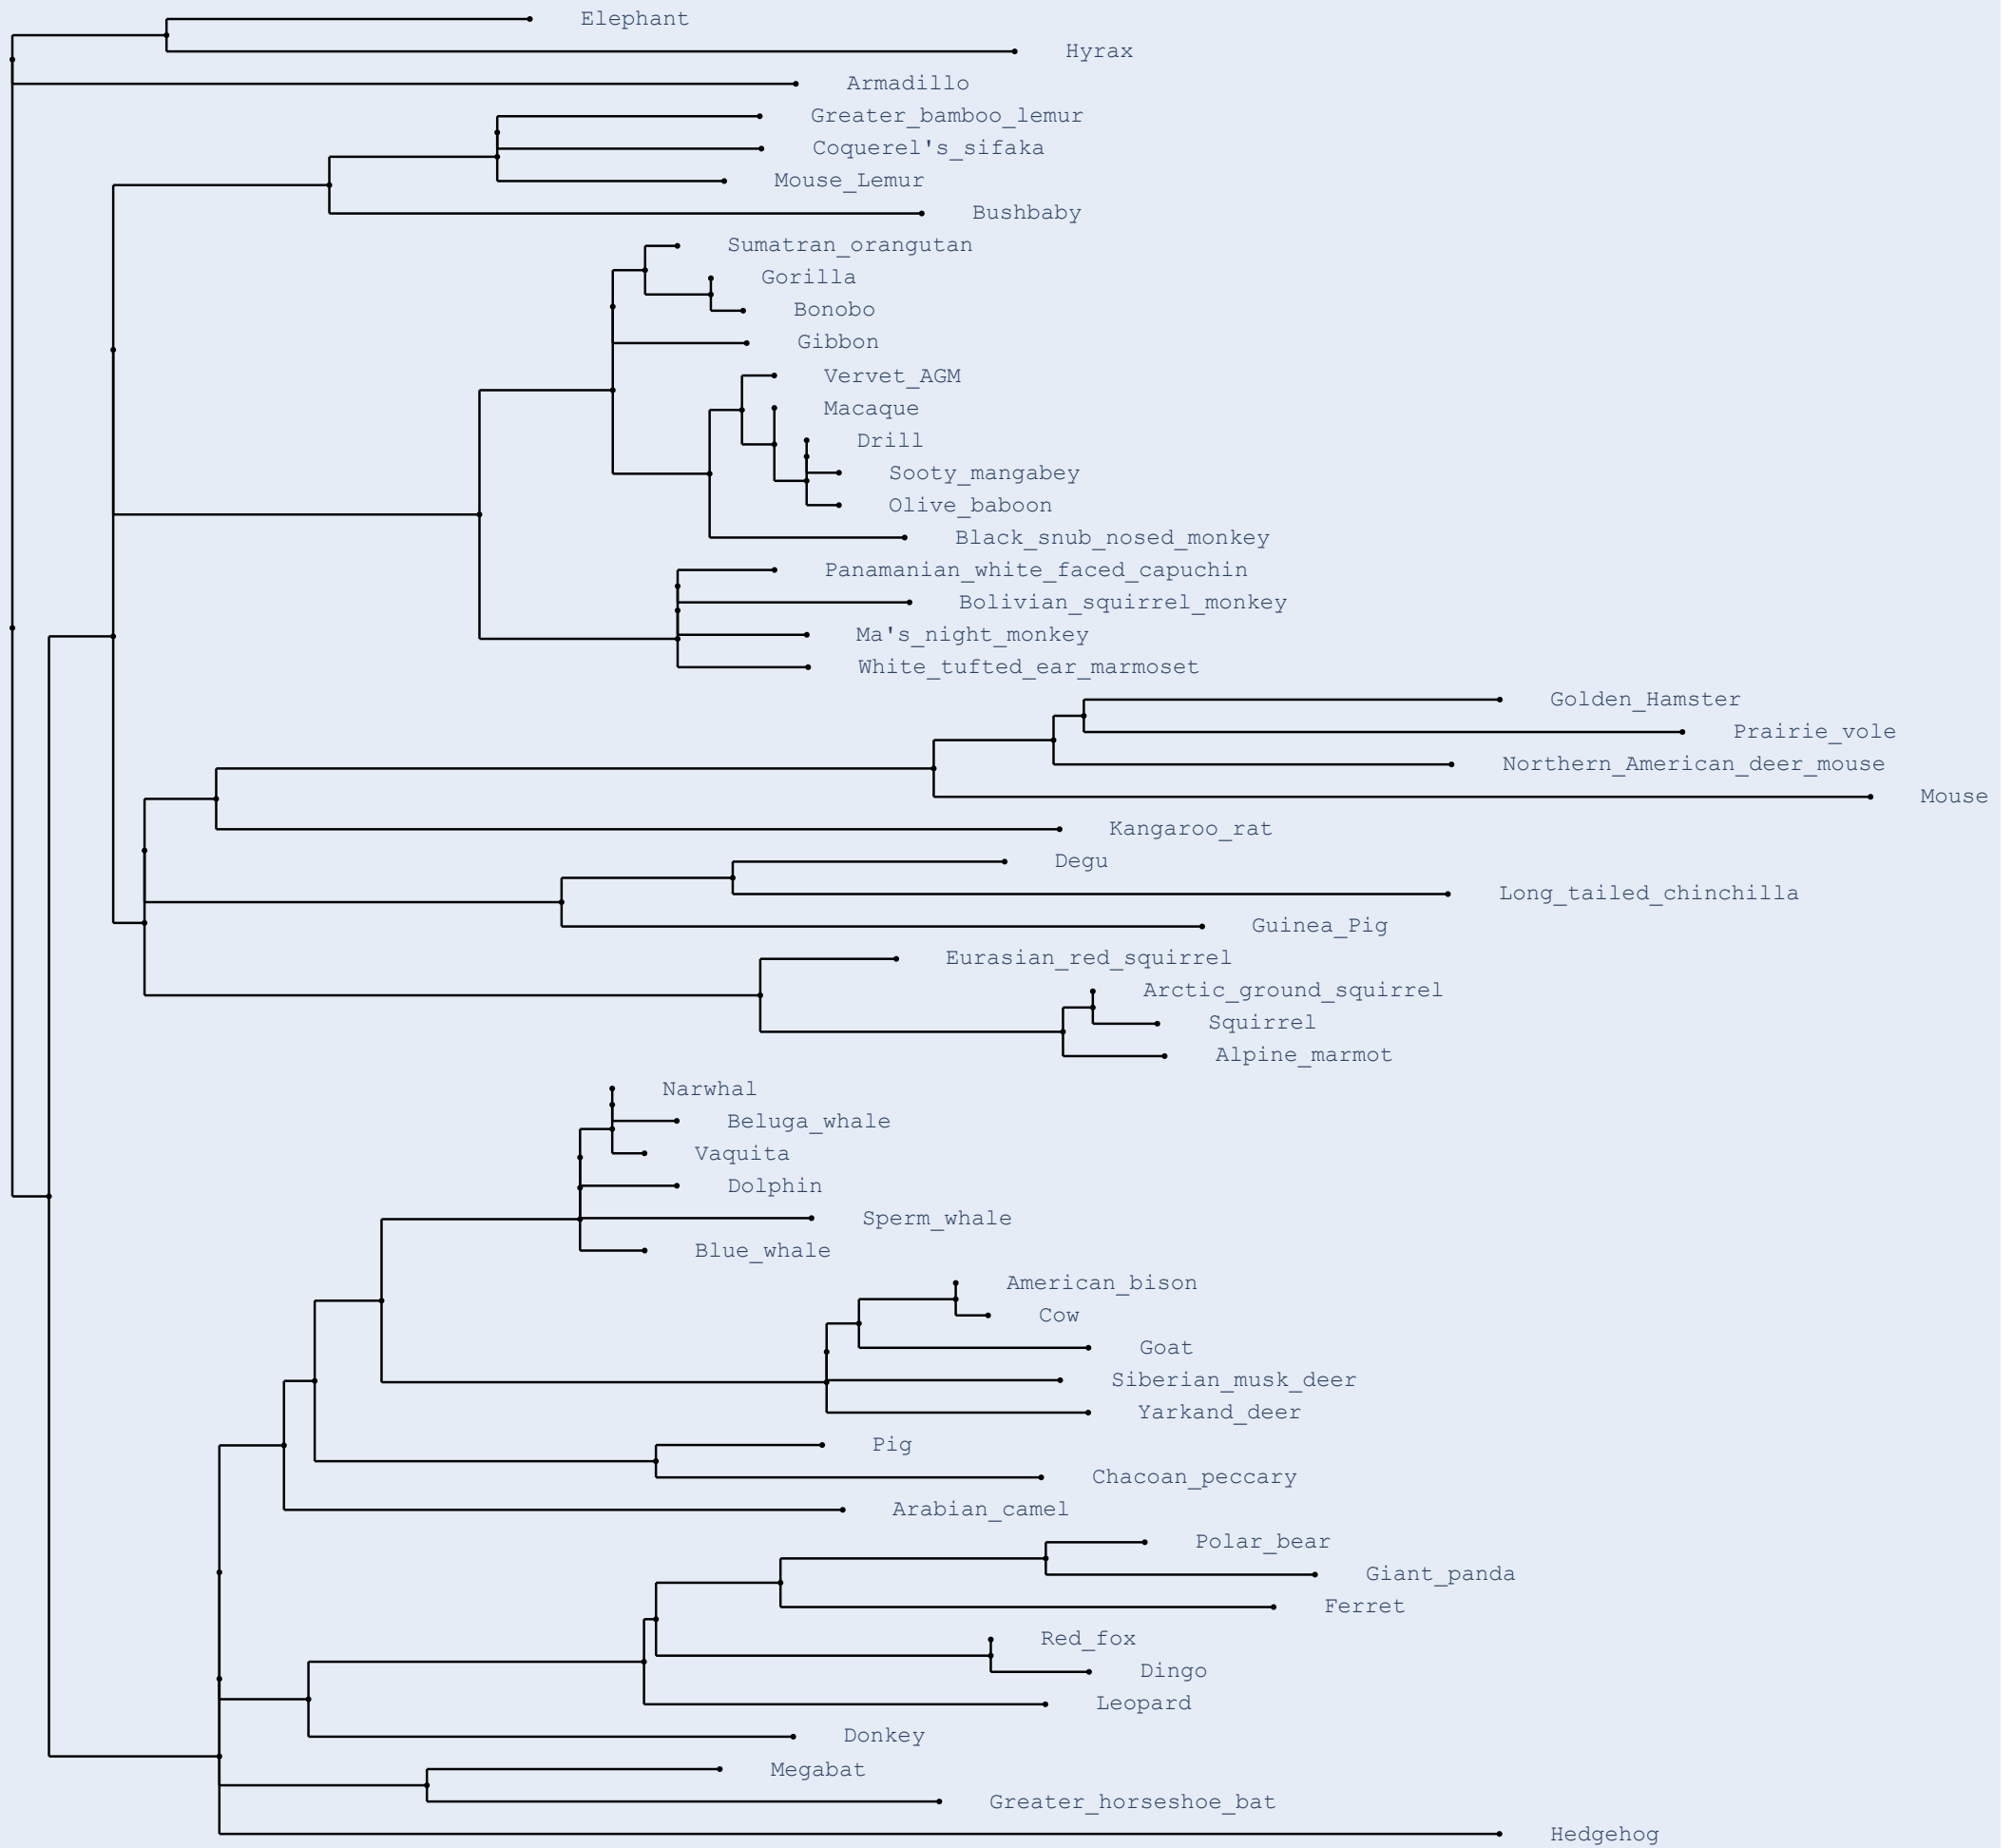 Elephant
Hyrax
Armadillo
Greater_bamboo_lemur
Coquerel's_sifaka
Mouse_Lemur
Bushbaby
Sumatran_orangutan
Gorilla
Bonobo
Gibbon
Vervet_AGM
Macaque
Drill
Sooty_mangabey
Olive_baboon
Black_snub_nosed_monkey
Panamanian_white_faced_capuchin
Bolivian_squirrel_monkey
Ma's_night_monkey
White_tufted_ear_marmoset
Golden_Hamster
Prairie_vole
Northern_American_deer_mouse
Mouse
Kangaroo_rat
Degu
Long_tailed_chinchilla
Guinea_Pig
Eurasian_red_squirrel
Arctic_ground_squirrel
Squirrel
Alpine_marmot
Narwhal
Beluga_whale
Vaquita
Dolphin
Sperm_whale
Blue_whale
American_bison
Cow
Goat
Siberian_musk_deer
Yarkand_deer
Pig
Chacoan_peccary
Arabian_camel
Polar_bear
Giant_panda
Ferret
Red_fox
Dingo
Leopard
Donkey
Megabat
Greater_horseshoe_bat
Hedgehog